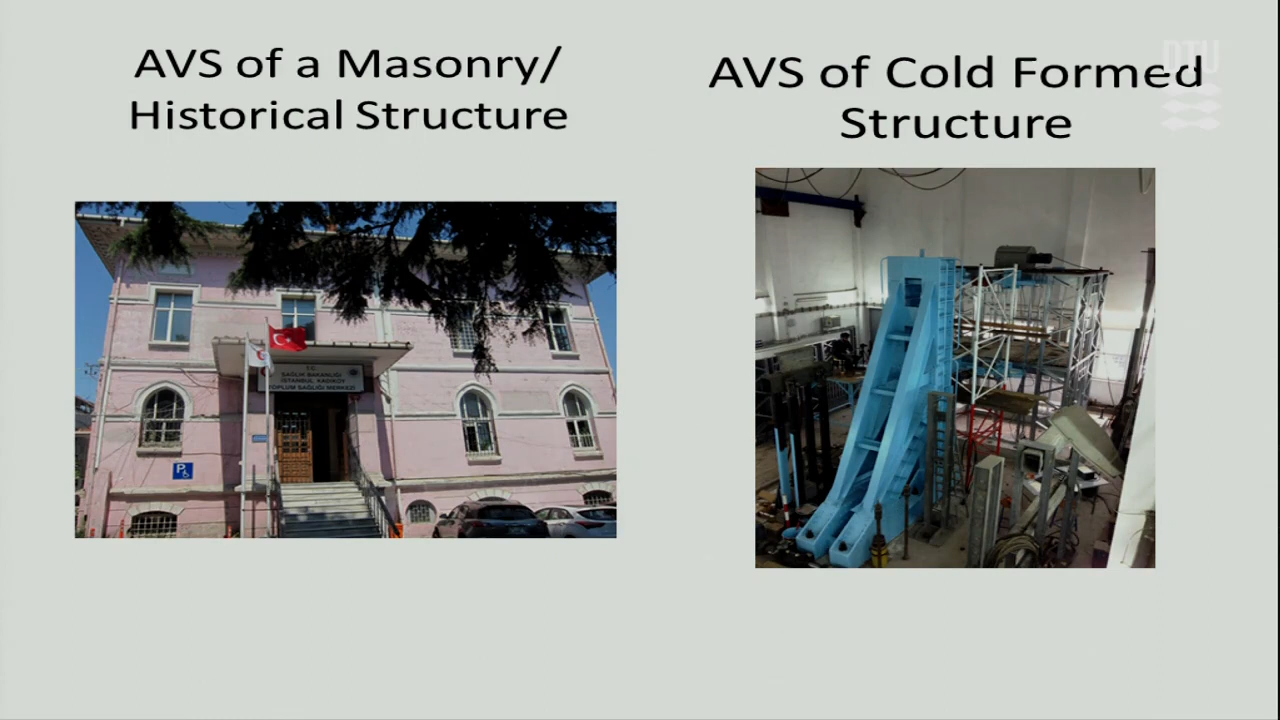 AVS of a Masonry/
Historical Structure
AVS of Cold Formed
Structure
DTU
T.C.
SAĞLIK BAKANLIĞI
İSTANBUL KADIKÖY
TOPLUM SAĞLIĞI MERKEZİ
P